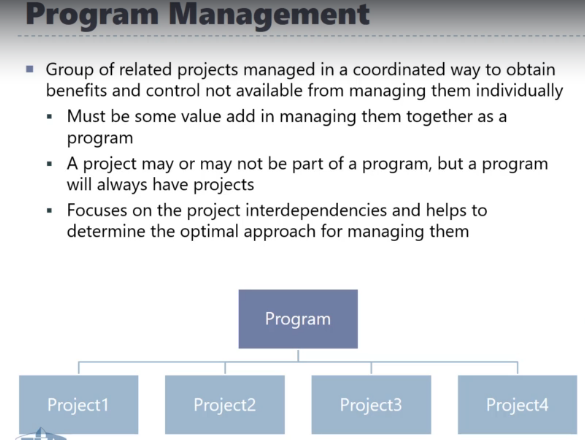 Program Management
Group of related projects managed in a coordinated way to obtain
benefits and control not available from managing them individually
Must be some value add in managing them together as a
program
A project may or may not be part of a program, but a program
will always have projects
Focuses on the project interdependencies and helps to
determine the optimal approach for managing them
Program
Project1
Project2
Project3
Project4